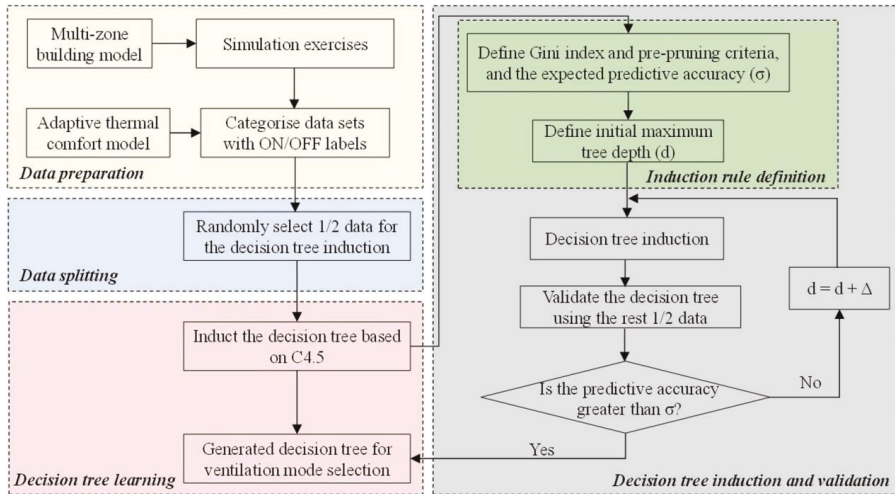 Multi-zone
building model
Simulation exercises
Adaptive thermal
comfort model
Categorise data sets
with ON/OFF labels
Data preparation
Randomly select 1/2 data for
the decision tree induction
Data splitting
Induct the decision tree based
on C4.5
Generated decision tree for
ventilation mode selection
Decision tree learning
Define Gini index and pre-pruning criteria,
and the expected predictive accuracy (σ)
Define initial maximum
tree depth (d)
Induction rule definition
Decision tree induction
Validate the decision tree
using the rest 1/2 data
d = d + Δ
Is the predictive accuracy
greater than σ?
No
Yes
Decision tree induction and validation